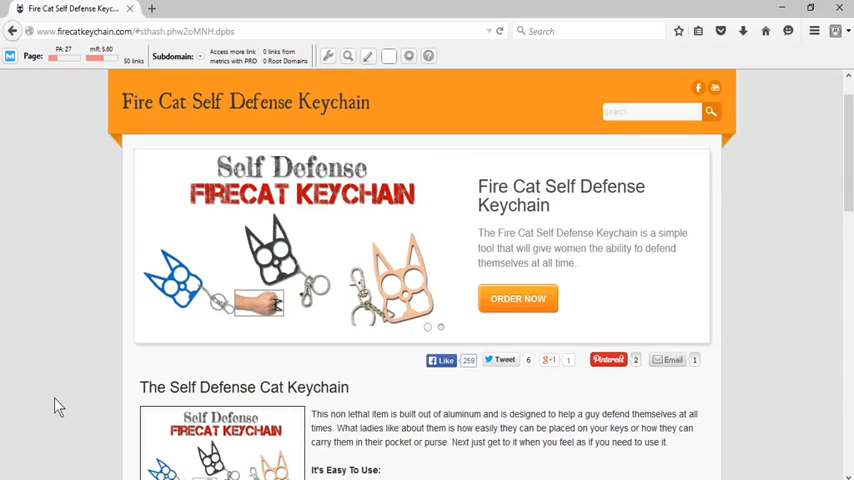 Fire Cat Self Defense Keyc...
www.firecatkeychain.com/#sthash.phw2oMNH.dpbs
Search
Page:
PA: 27
mR: 5.60
50 links
Subdomain:
Access more link
metrics with PRO
0 links from
0 Root Domains
Fire Cat Self Defense Keychain
Search
Self Defense
FIRECAT KEYCHAIN
Fire Cat Self Defense
Keychain
The Fire Cat Self Defense Keychain is a simple
tool that will give women the ability to defend
themselves at all time..
ORDER NOW
Like 259
Tweet 6
g+1 1
Pinterest 2
Email 1
The Self Defense Cat Keychain
Self Defense
FIRECAT KEYCHAIN
This non lethal item is built out of aluminum and is designed to help a guy defend themselves at all
times. What ladies like about them is how easily they can be placed on your keys or how they can
carry them in their pocket or purse. Next just get to it when you feel as if you need to use it.
It's Easy To Use: